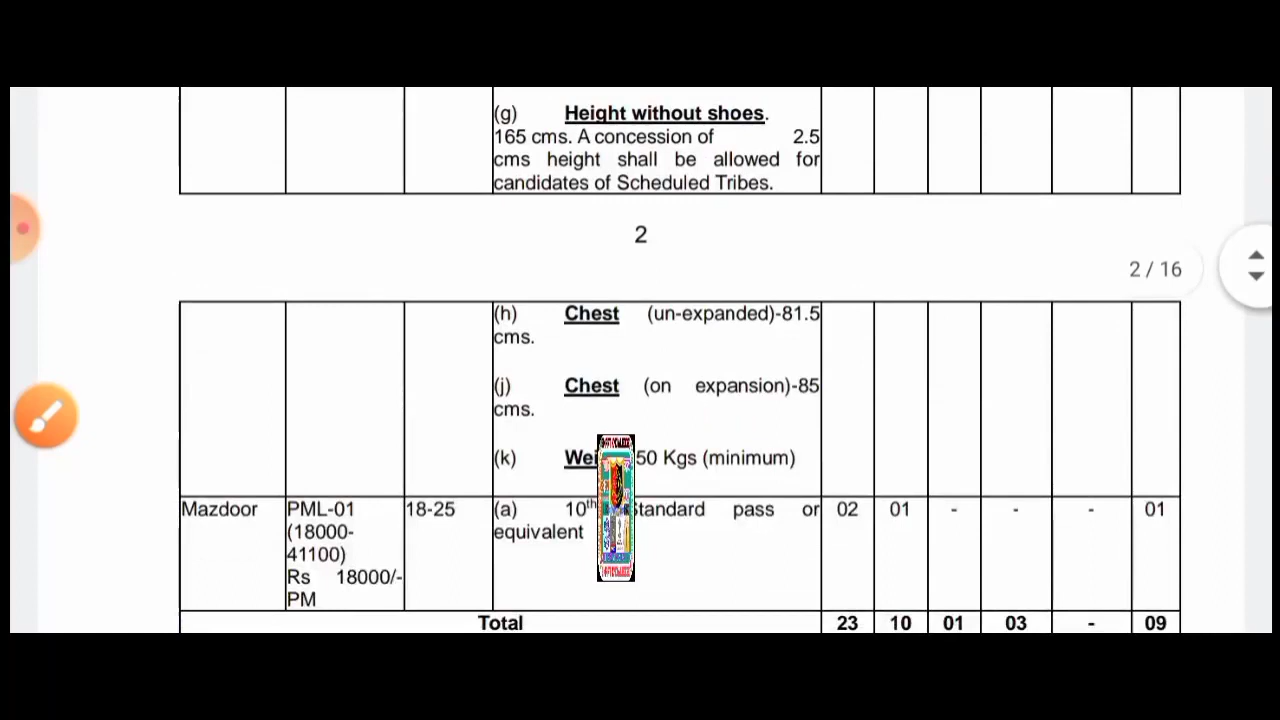 (g) Height without shoes.
165 cms. A concession of 2.5
cms height shall be allowed for
candidates of Scheduled Tribes.
2
2 / 16
(h) Chest (un-expanded)-81.5
cms.
(j) Chest (on expansion)-85
cms.
(k) Wei 50 Kgs (minimum)
Mazdoor PML-01 18-25 (a) 10th Standard pass or 02 01 - - - 01
(18000- equivalent
41100)
Rs 18000/-
PM
Total 23 10 01 03 - 09